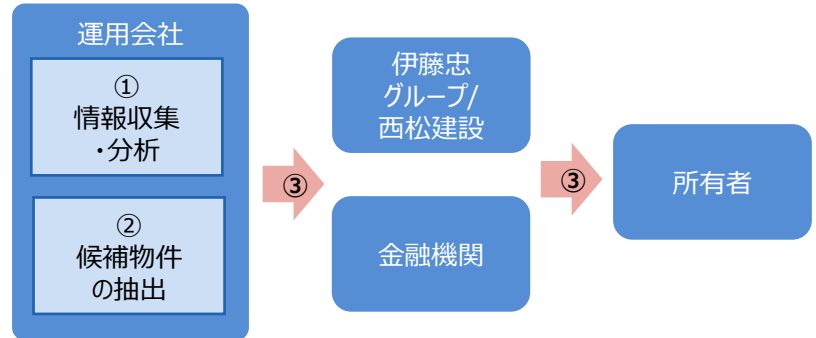 運用会社
①
情報収集
・分析
②
候補物件
の抽出
③
伊藤忠
グループ/
西松建設
金融機関
③
所有者